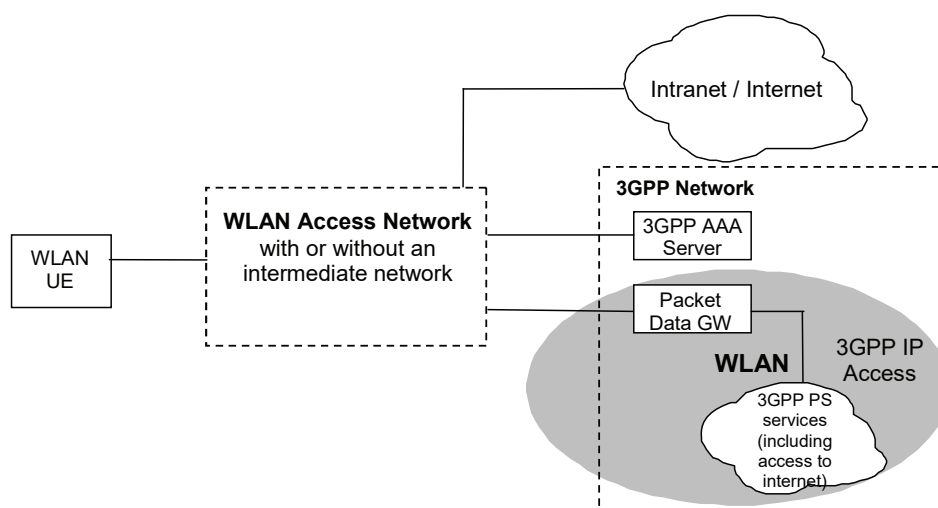 Intranet / Internet
3GPP Network
WLAN Access Network
with or without an
intermediate network
3GPP AAA
Server
WLAN
UE
Packet
Data GW
WLAN
3GPP IP
Access
3GPP PS
services
(including
access to
internet)